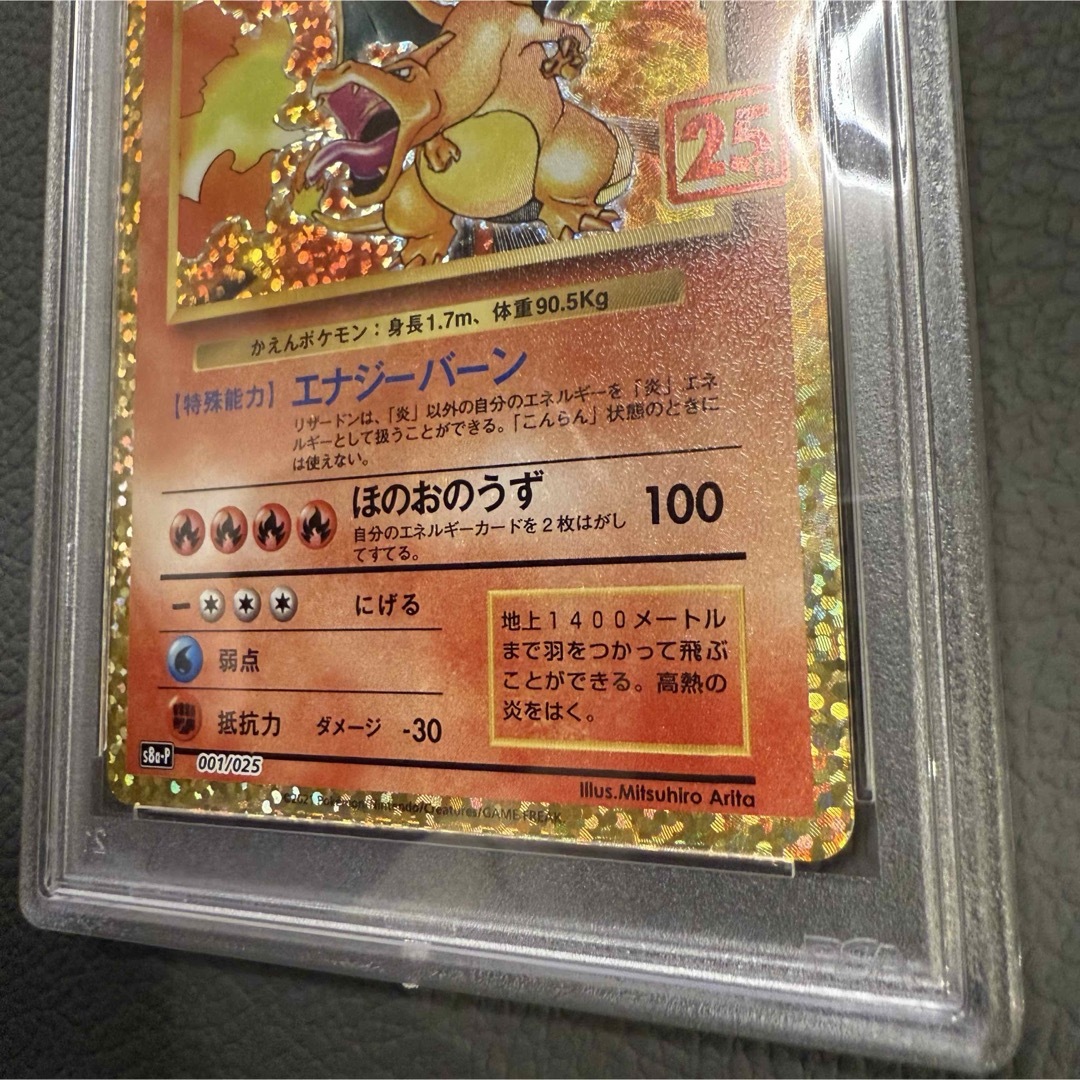 25th
かえんポケモン：身長1.7m、体重90.5Kg
【特殊能力】 エナジーバーン
リザードンは、「炎」以外の自分のエネルギーを「炎」エネ
ルギーとして扱うことができる。「こんらん」状態のときに
は使えない。
ほのおのうず 100
自分のエネルギーカードを2枚はがし
てすてる。
ー にげる
弱点
抵抗力 ダメージ -30
地上１４００メートル
まで羽をつかって飛ぶ
ことができる。高熱の
炎をはく。
s8a-P 001/025
Illus.Mitsuhiro Arita
Pokémon/Nintendo/Creatures/GAME FREAK